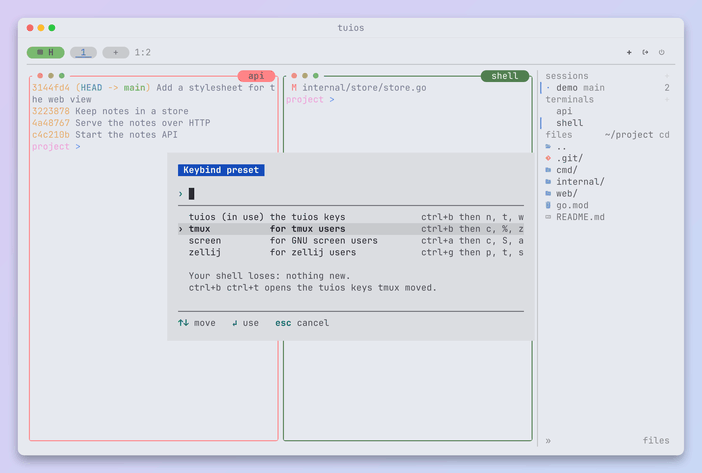 tuios
H 1 + 1:2
api
3144fd4 (HEAD -> main) Add a stylesheet for t
he web view
3223878 Keep notes in a store
4a48767 Serve the notes over HTTP
c4c210b Start the notes API
project >
shell
M internal/store/store.go
project >
sessions
· demo main 2
terminals
api
shell
files ~/project cd
..
.git/
cmd/
internal/
web/
go.mod
README.md
» files
Keybind preset
›
tuios (in use) the tuios keys ctrl+b then n, t, w
› tmux for tmux users ctrl+b then c, %, z
screen for GNU screen users ctrl+a then c, S, a
zellij for zellij users ctrl+g then p, t, s
Your shell loses: nothing new.
ctrl+b ctrl+t opens the tuios keys tmux moved.
↑↓ move ↲ use esc cancel